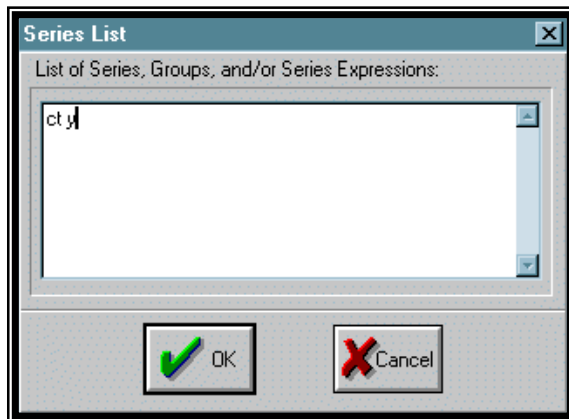 Series List
List of Series, Groups, and/or Series Expressions:
ct y
OK
Cancel